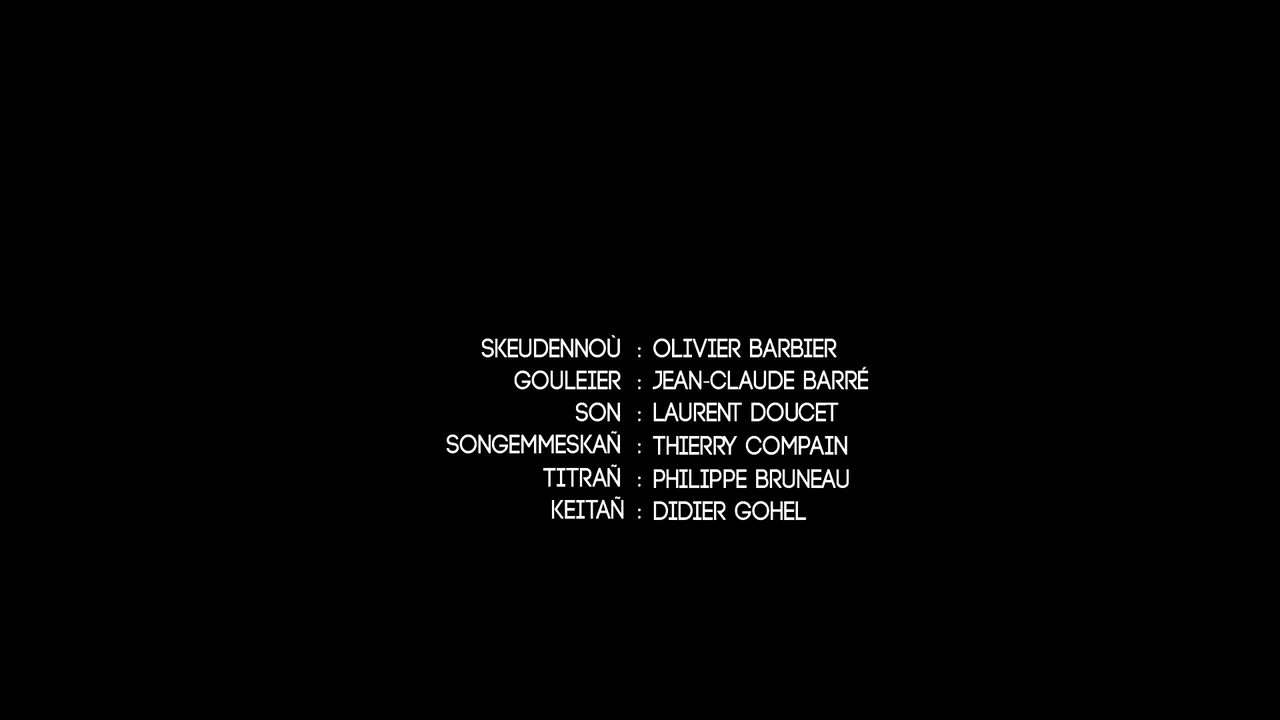 SKEUDENNOÙ : OLIVIER BARBIER
GOULEIER : JEAN-CLAUDE BARRÉ
SON : LAURENT DOUCET
SONGEMMESKAÑ : THIERRY COMPAIN
TITRAÑ : PHILIPPE BRUNEAU
KEITAÑ : DIDIER GOHEL